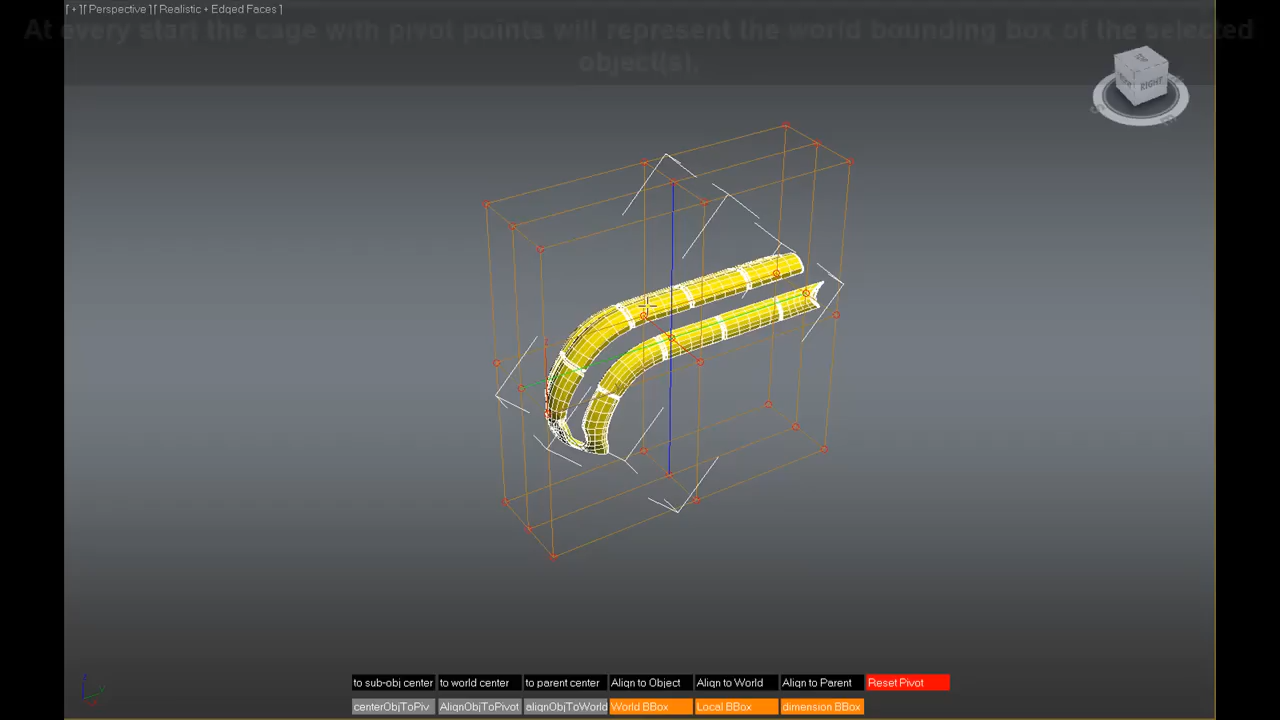 [ + ][ Perspective ][ Realistic + Edged Faces ]
At every start the cage with pivot points will represent the world bounding box of the selected
object(s).
TOP
RIGHT
to sub-obj center to world center to parent center Align to Object Align to World Align to Parent Reset Pivot
centerObjToPiv AlignObjToPivot alignObjToWorld World BBox Local BBox dimension BBox